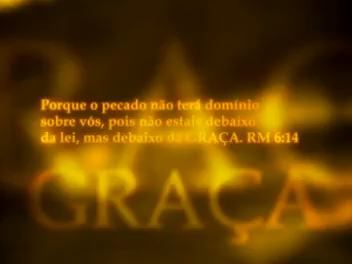 Porque o pecado não terá domínio
sobre vós, pois não estais debaixo
da lei, mas debaixo da GRAÇA. RM 6:14
GRAÇA